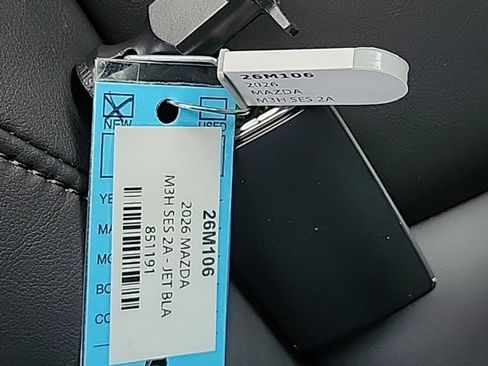 26M106
2026
MAZDA
M3H SES 2A
NEW
USED
26M106
2026 MAZDA
M3H SES 2A - JET BLA
851191
YE
MA
MO
BO
CO